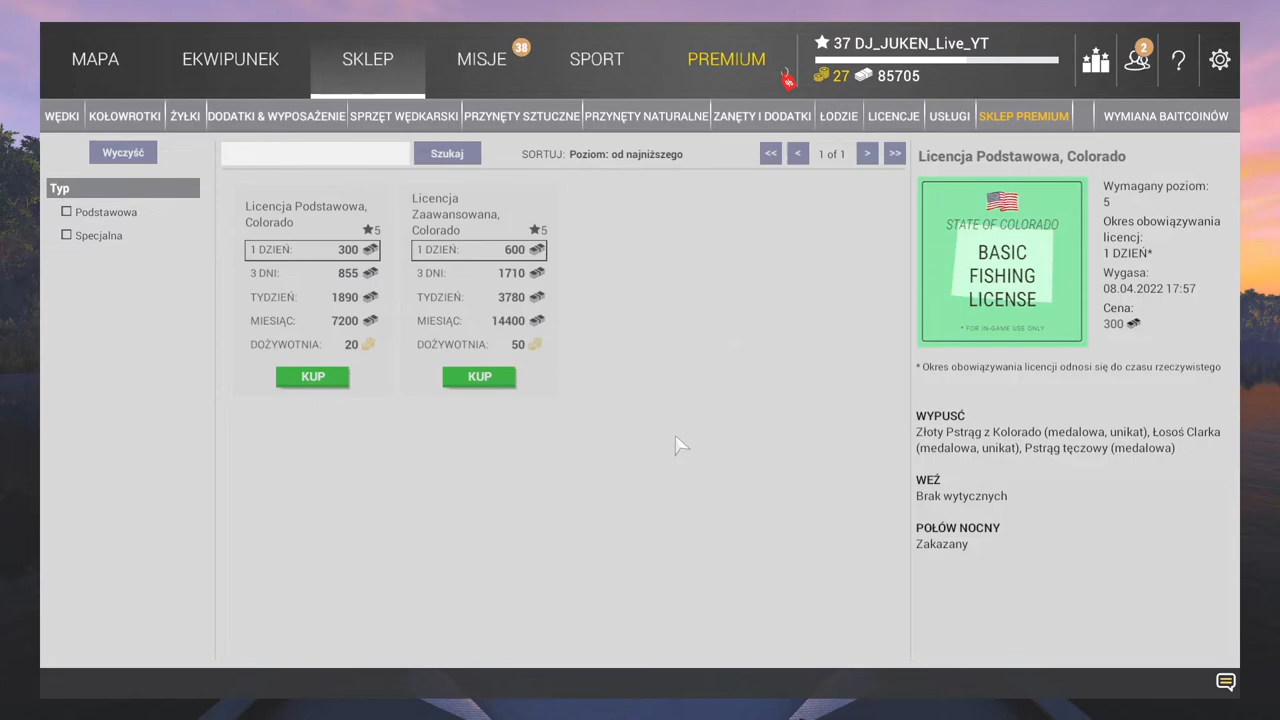 MAPA
EKWIPUNEK
SKLEP
MISJE
38
SPORT
PREMIUM
37 DJ_JUKEN_Live_YT
27 85705
2
?
WĘDKI
KOŁOWROTKI
ŻYŁKI
DODATKI & WYPOSAŻENIE
SPRZĘT WĘDKARSKI
PRZYNĘTY SZTUCZNE
PRZYNĘTY NATURALNE
ZANĘTY I DODATKI
ŁODZIE
LICENCJE
USŁUGI
SKLEP PREMIUM
WYMIANA BAITCOINÓW
Wyczyść
Typ
Podstawowa
Specjalna
Szukaj
SORTUJ: Poziom: od najniższego
<<
<
1 of 1
>
>>
Licencja Podstawowa,
Colorado
5
1 DZIEŃ: 300
3 DNI: 855
TYDZIEŃ: 1890
MIESIĄC: 7200
DOŻYWOTNIA: 20
KUP
Licencja
Zaawansowana,
Colorado
5
1 DZIEŃ: 600
3 DNI: 1710
TYDZIEŃ: 3780
MIESIĄC: 14400
DOŻYWOTNIA: 50
KUP
Licencja Podstawowa, Colorado
STATE OF COLORADO
BASIC
FISHING
LICENSE
* FOR IN-GAME USE ONLY
Wymagany poziom:
5
Okres obowiązywania
licencj:
1 DZIEŃ*
Wygasa:
08.04.2022 17:57
Cena:
300
* Okres obowiązywania licencji odnosi się do czasu rzeczywistego
WYPUSĆ
Złoty Pstrąg z Kolorado (medalowa, unikat), Łosoś Clarka
(medalowa, unikat), Pstrąg tęczowy (medalowa)
WEŹ
Brak wytycznych
POŁÓW NOCNY
Zakazany